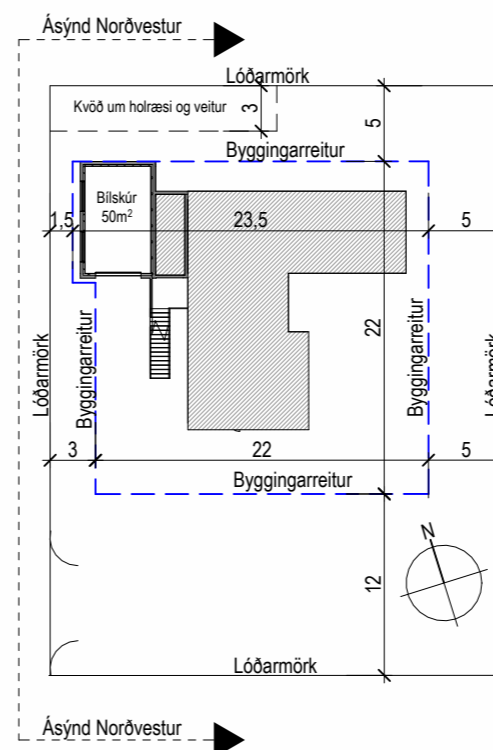 Ásýnd Norðvestur
Lóðarmörk
Kvöð um holræsi og veitur
3
5
Byggingarreitur
Bílskúr
50m²
1,5
23,5
5
22
Lóðarmörk
Byggingarreitur
Byggingarreitur
Lóðarmörk
3
22
5
Byggingarreitur
N
12
Lóðarmörk
Ásýnd Norðvestur